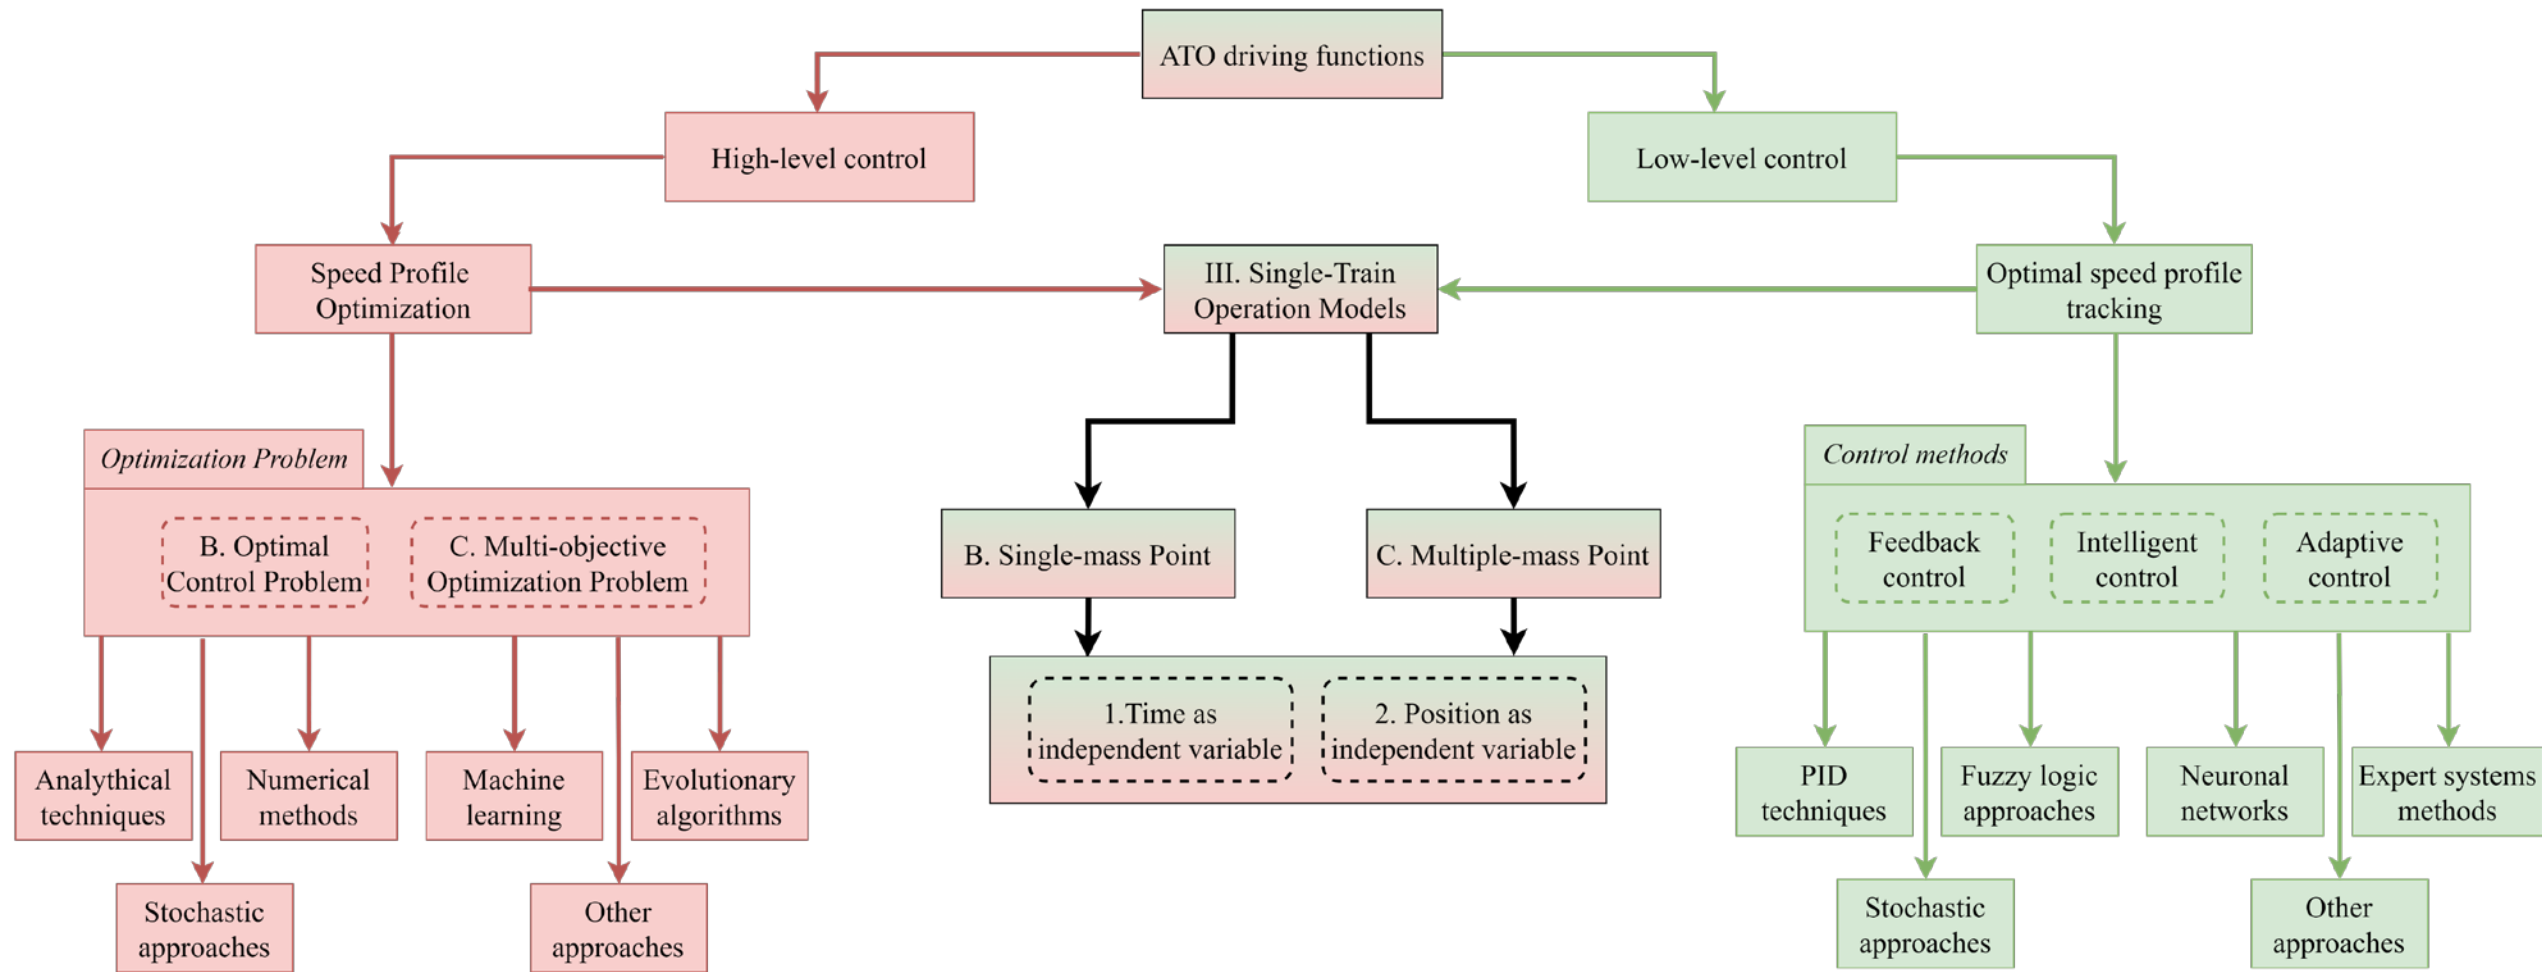 ATO driving functions
High-level control
Low-level control
Speed Profile
Optimization
III. Single-Train
Operation Models
Optimal speed profile
tracking
Optimization Problem
B. Optimal
Control Problem
C. Multi-objective
Optimization Problem
B. Single-mass Point
C. Multiple-mass Point
Control methods
Feedback
control
Intelligent
control
Adaptive
control
1.Time as
independent variable
2. Position as
independent variable
Analythical
techniques
Numerical
methods
Machine
learning
Evolutionary
algorithms
Stochastic
approaches
Other
approaches
PID
techniques
Fuzzy logic
approaches
Neuronal
networks
Expert systems
methods
Stochastic
approaches
Other
approaches